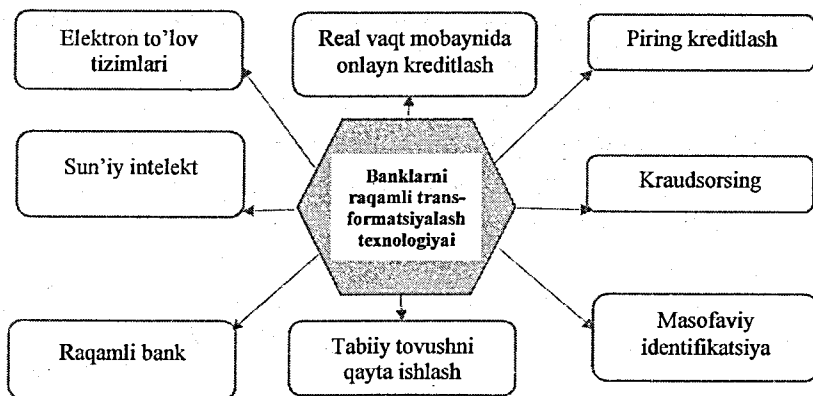 Elektron to'lov
tizimlari
Real vaqt mobaynida
onlayn kreditlash
Piring kreditlash
Sun'iy intelekt
Banklarni
raqamli trans-
formatsiyalash
texnologiyai
Kraudsorsing
Raqamli bank
Tabiiy tovushni
qayta ishlash
Masofaviy
identifikatsiya